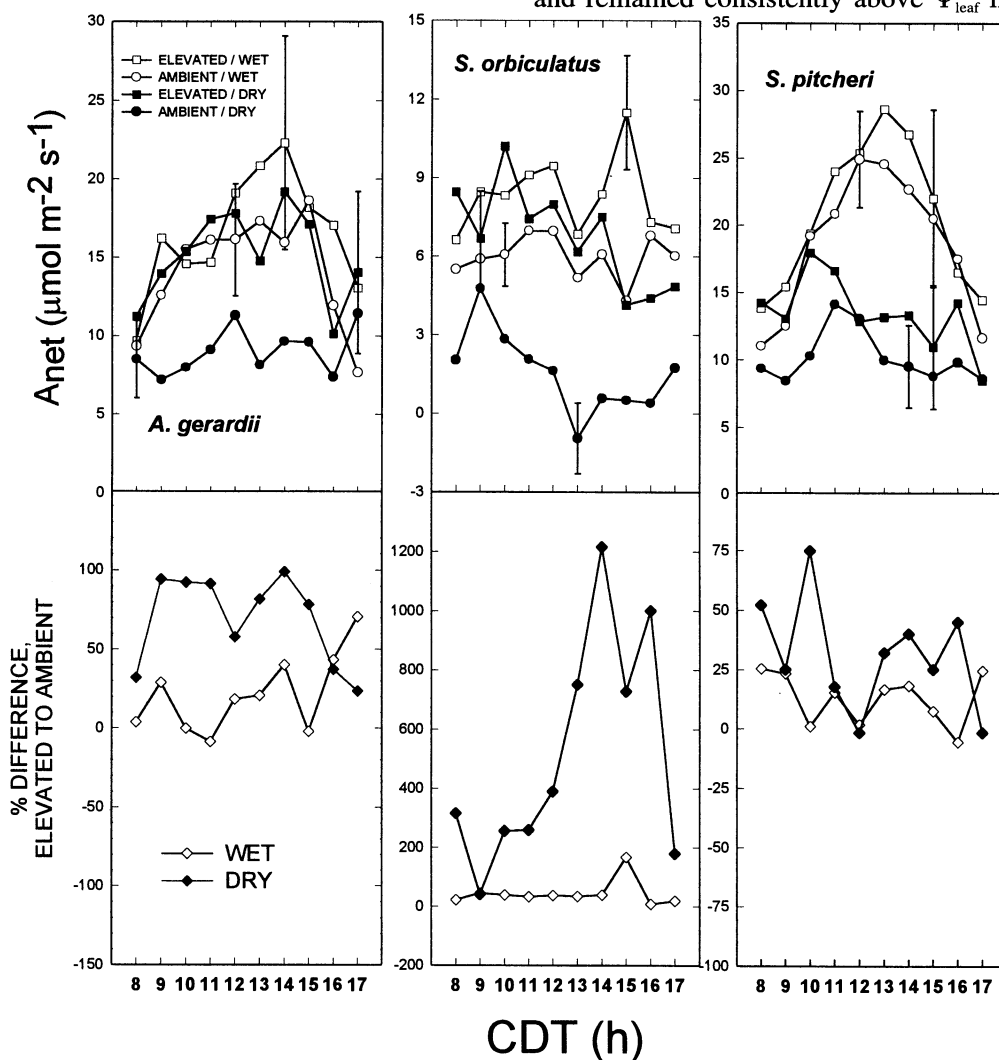 and remained consistently above Ψleaf
30
25
20
15
10
5
0
ELEVATED / WET
AMBIENT / WET
ELEVATED / DRY
AMBIENT / DRY
A. gerardii
Anet (μmol m-2 s-1)
15
12
9
6
3
0
-3
S. orbiculatus
35
30
25
20
15
10
5
0
S. pitcheri
% DIFFERENCE,
ELEVATED TO AMBIENT
100
50
0
-50
-100
-150
WET
DRY
1200
1000
800
600
400
200
0
-200
75
50
25
0
-25
-50
-75
-100
8 9 10 11 12 13 14 15 16 17
8 9 10 11 12 13 14 15 16 17
8 9 10 11 12 13 14 15 16 17
CDT (h)